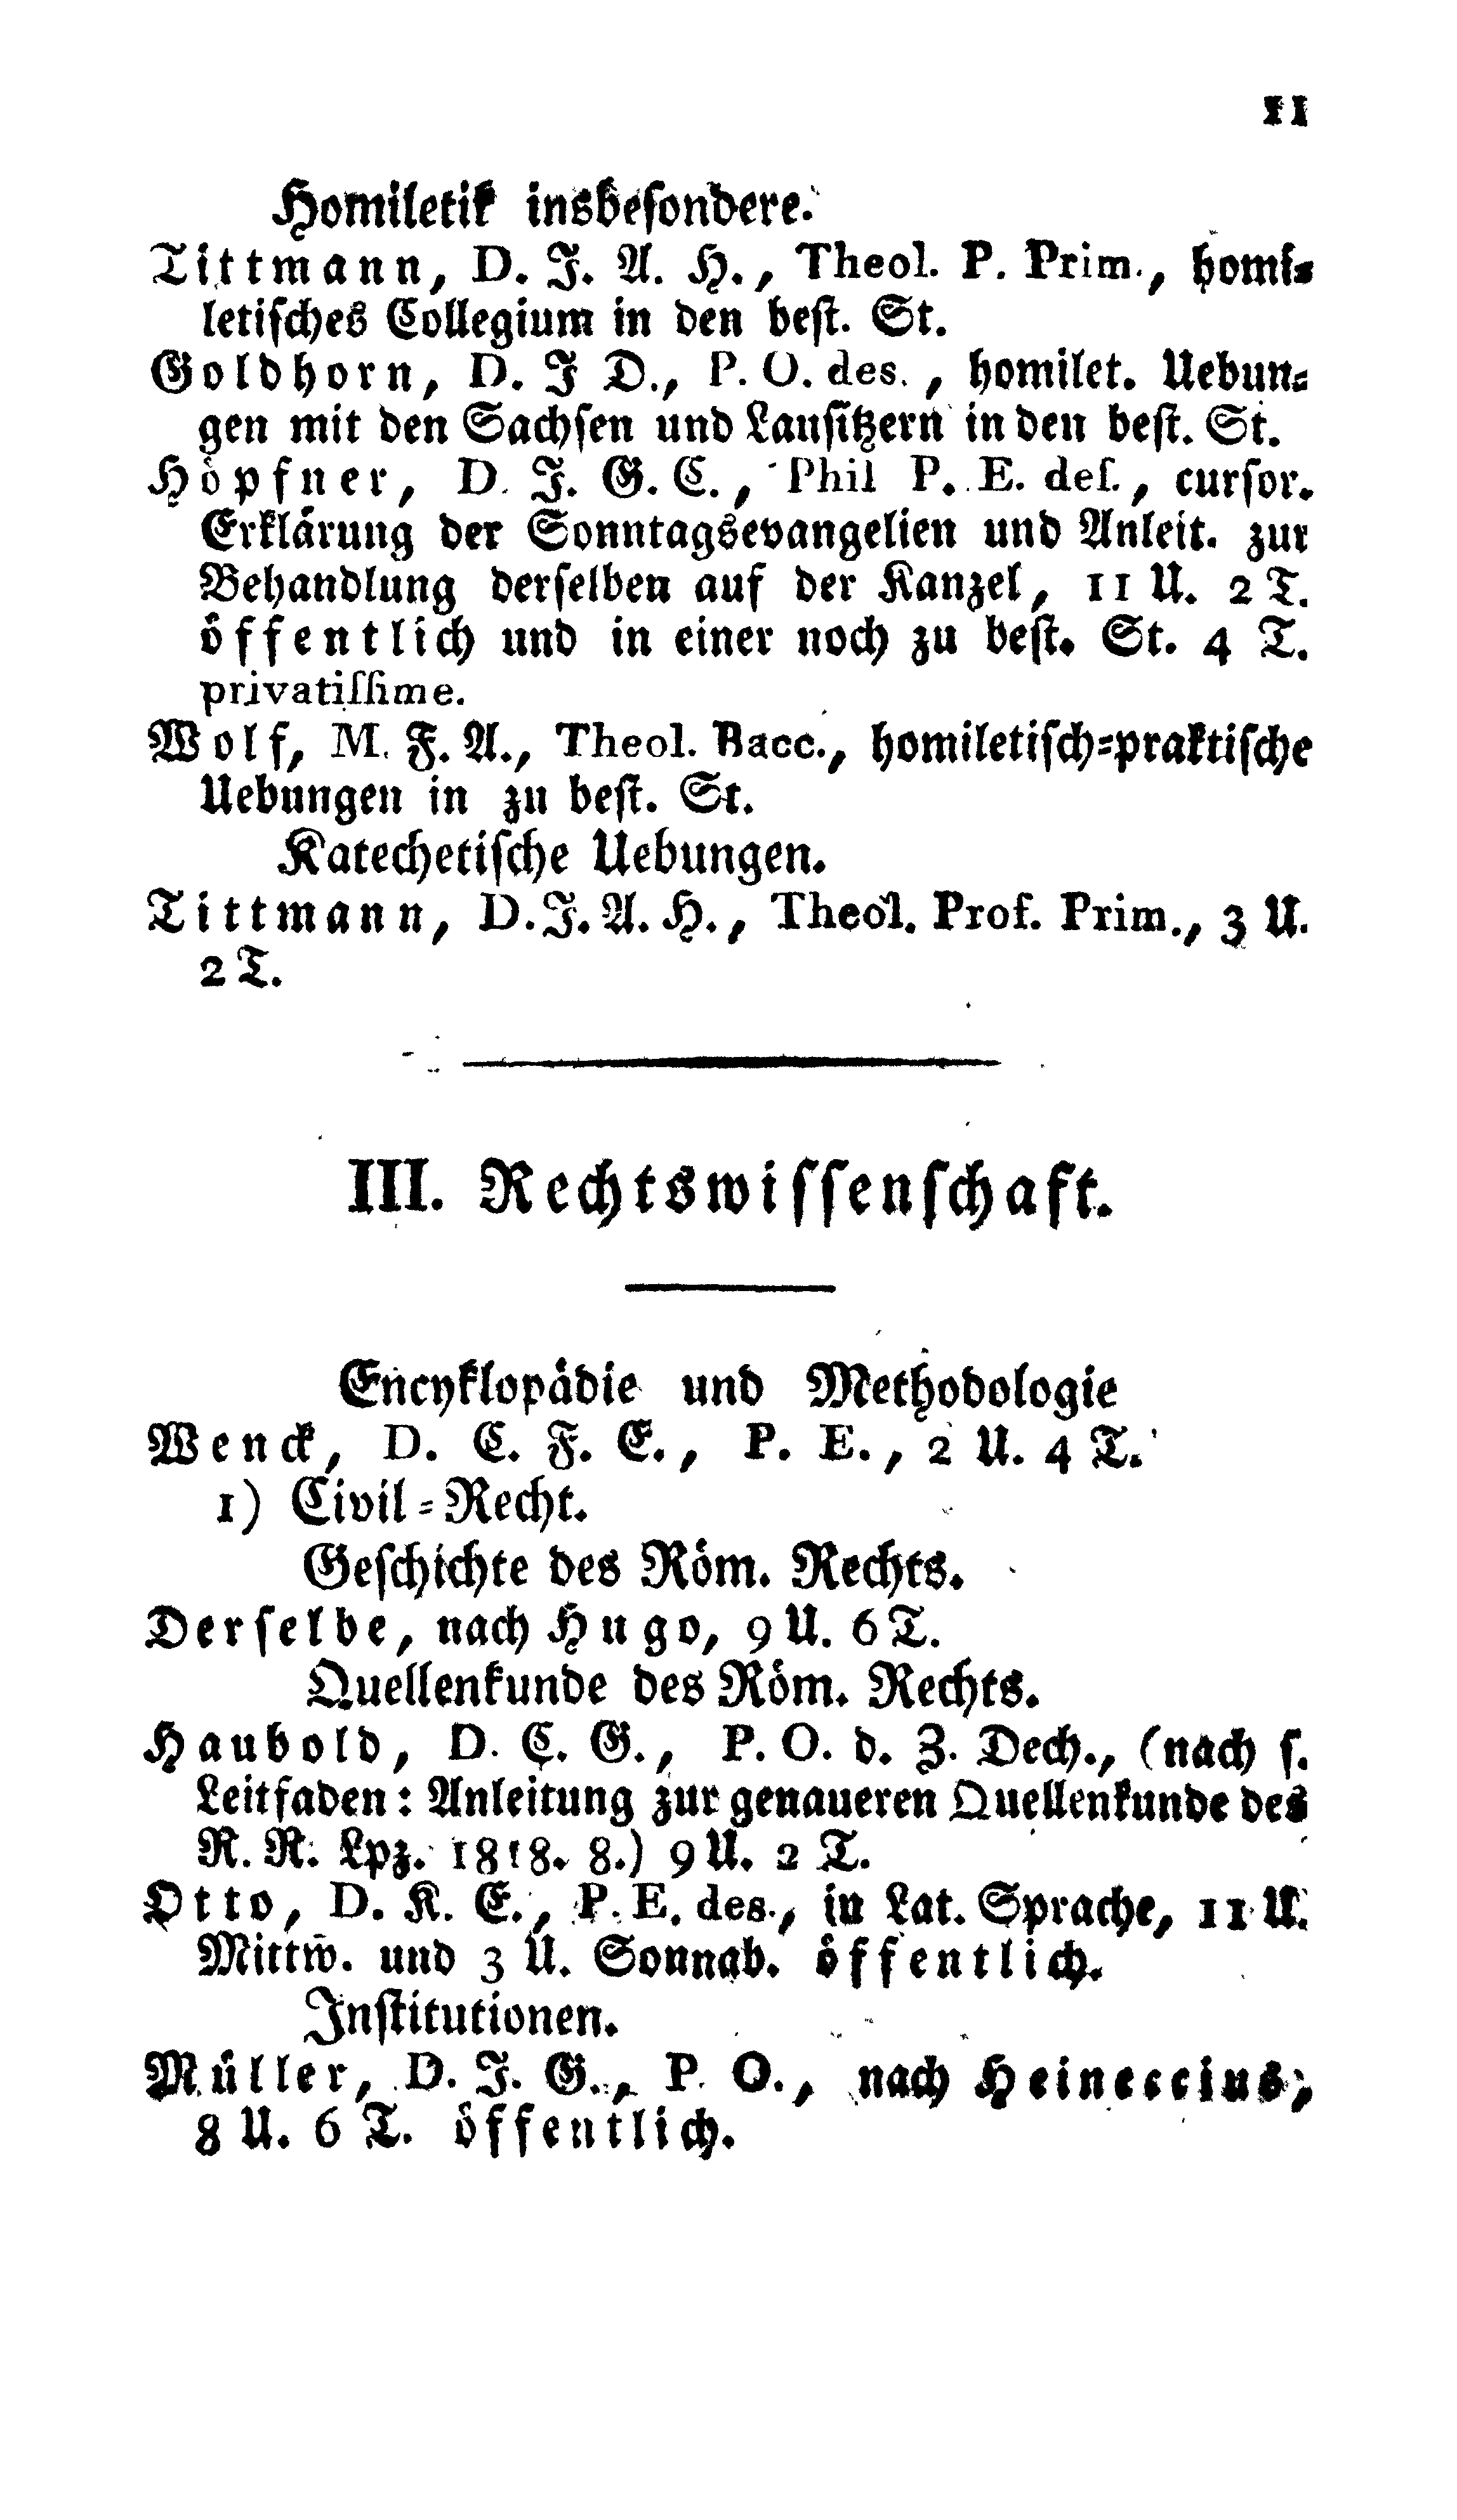 11
Homiletik insbesondere.
Tittmann, D. J. A. H., Theol. P. Prim., homi-
letisches Collegium in den best. St.
Goldhorn, D. J D., P. O. des., homilet. Uebun-
gen mit den Sachsen und Lausitzern in den best. St.
Höpfner, D. J. G. C., Phil P. E. des., cursor.
Erklärung der Sonntagsevangelien und Anleit. zur
Behandlung derselben auf der Kanzel, 11 U. 2 T.
öffentlich und in einer noch zu best. St. 4 T.
privatissime.
Wolf, M. F. A., Theol. Bacc., homiletisch-praktische
Uebungen in zu best. St.
Katechetische Uebungen.
Tittmann, D. J. A. H., Theol. Prof. Prim., 3 U.
2 T.
III. Rechtswissenschaft.
Encyklopädie und Methodologie
Wenck, D. C. F. C., P. E., 2 U. 4 T.
1) Civil-Recht.
Geschichte des Röm. Rechts.
Derselbe, nach Hugo, 9 U. 6 T.
Quellenkunde des Röm. Rechts.
Haubold, D. C. G., P. O. d. Z. Dech., (nach s.
Leitfaden: Anleitung zur genaueren Quellenkunde des
R. R. Lpz. 1818. 8.) 9 U. 2 T.
Otto, D. K. E., P. E. des., in Lat. Sprache, 11 U.
Mittw. und 3 U. Sonnab. öffentlich.
Institutionen.
Müller, D. J. G., P. O., nach Heineccius,
8 U. 6 T. öffentlich.